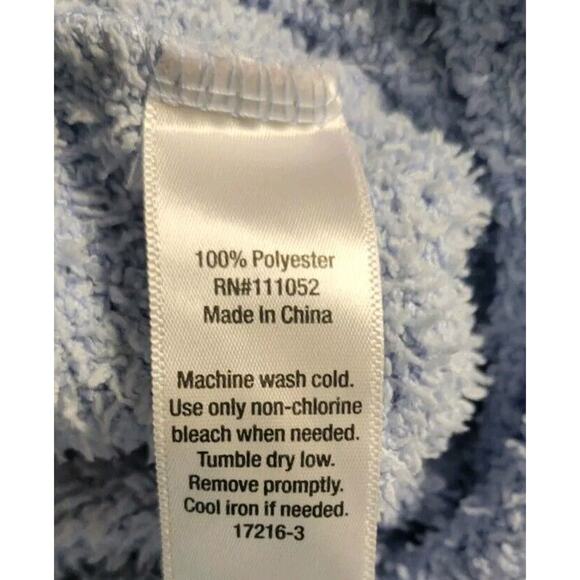 100% Polyester
RN#111052
Made In China
Machine wash cold.
Use only non-chlorine
bleach when needed.
Tumble dry low.
Remove promptly.
Cool iron if needed.
17216-3